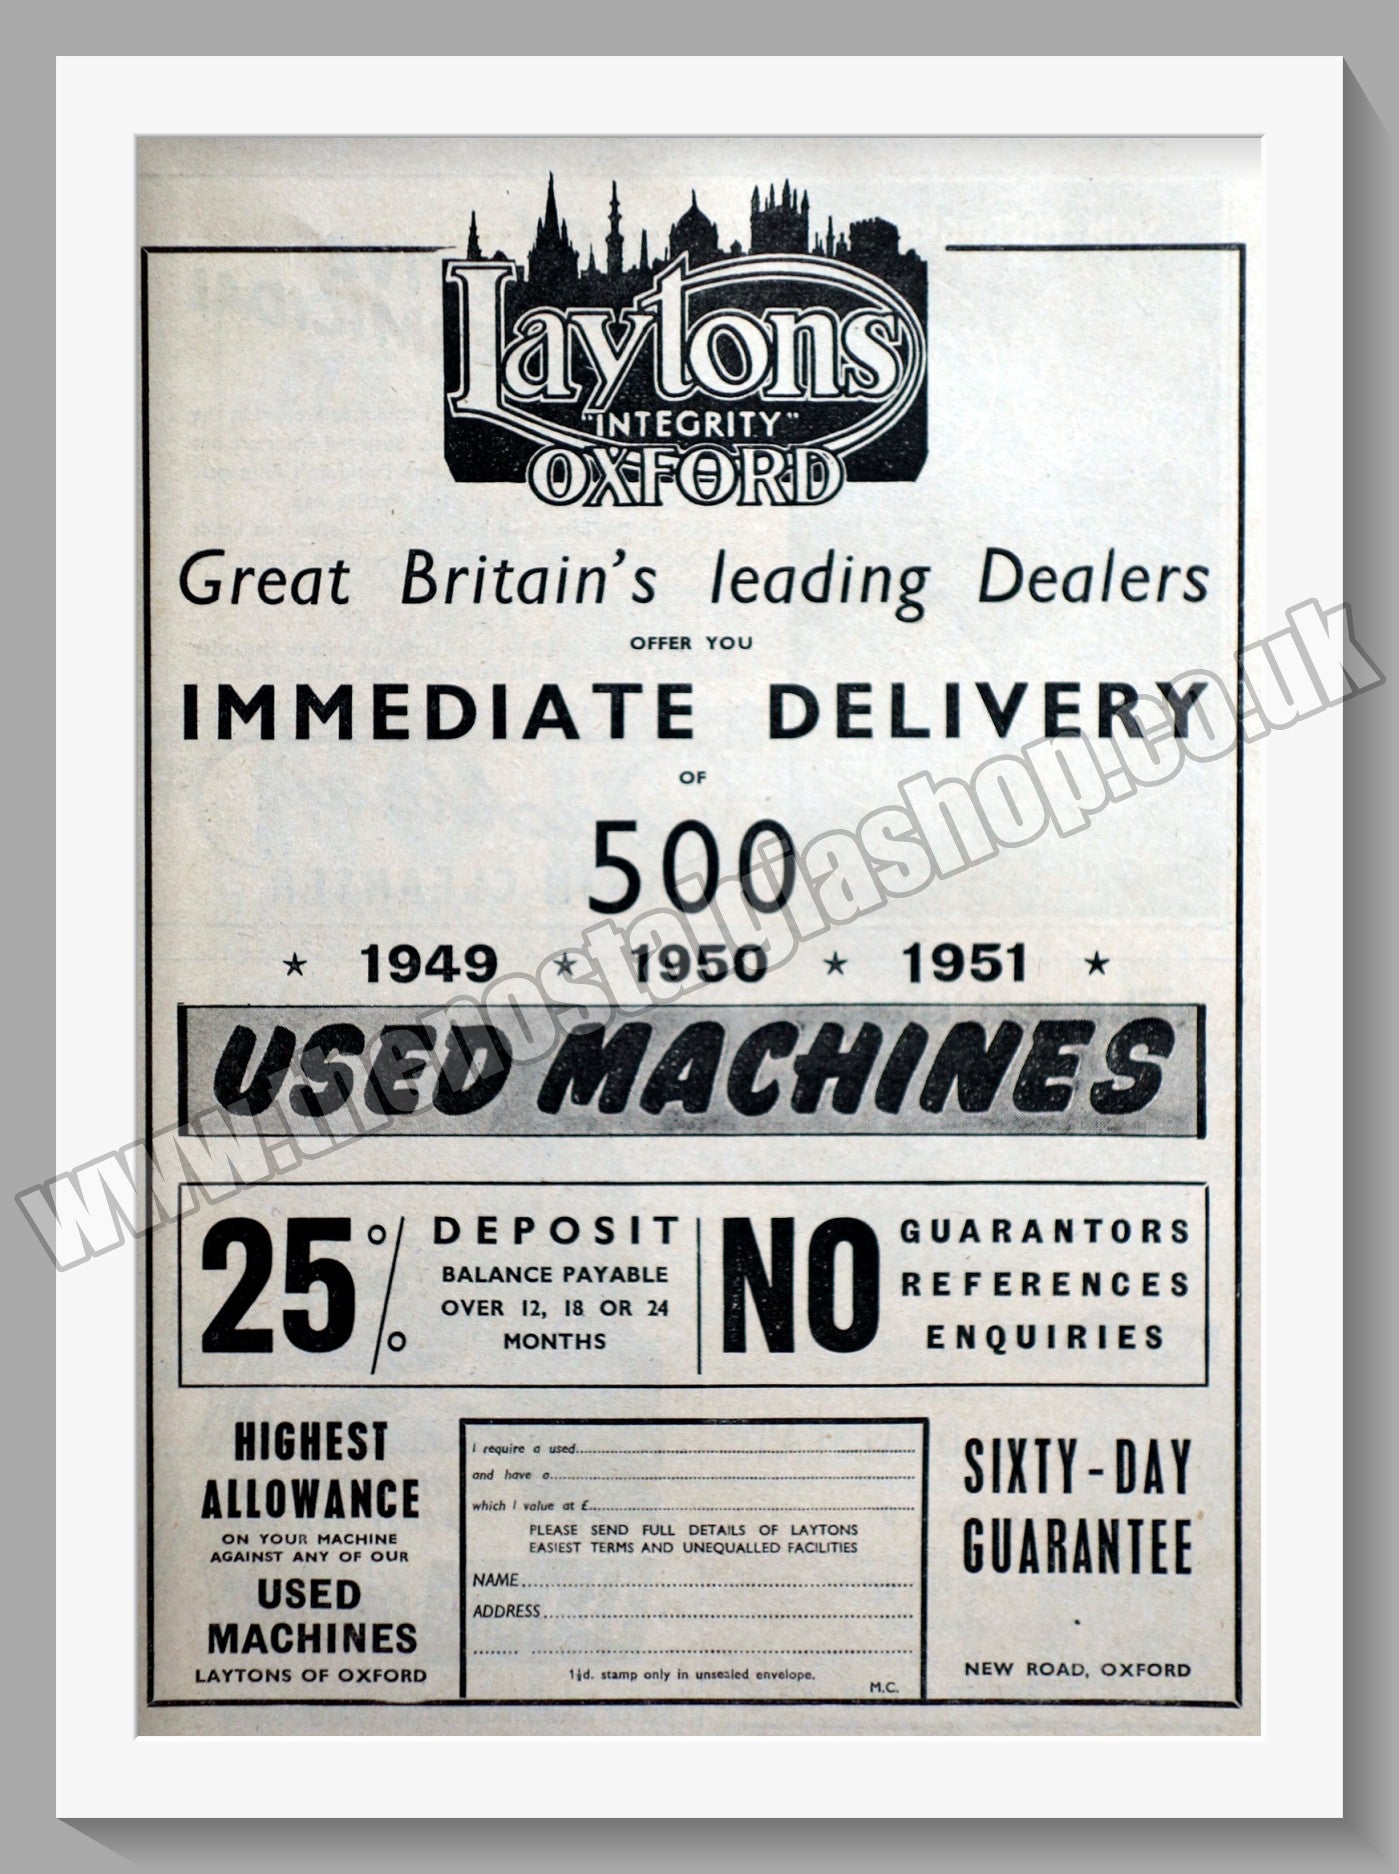 Laytons
"INTEGRITY"
OXFORD
Great Britain's leading Dealers
OFFER YOU
IMMEDIATE DELIVERY
OF
500
★ 1949 ★ 1950 ★ 1951 ★
USED MACHINES
25%
DEPOSIT
BALANCE PAYABLE
OVER 12, 18 OR 24
MONTHS
NO
GUARANTORS
REFERENCES
ENQUIRIES
HIGHEST
ALLOWANCE
ON YOUR MACHINE
AGAINST ANY OF OUR
USED
MACHINES
LAYTONS OF OXFORD
I require a used
and have a
which I value at £
PLEASE SEND FULL DETAILS OF LAYTONS
EASIEST TERMS AND UNEQUALLED FACILITIES
NAME
ADDRESS
1½d. stamp only in unsealed envelope.
M.C.
SIXTY-DAY
GUARANTEE
NEW ROAD, OXFORD
www.thenostalgiashop.co.uk